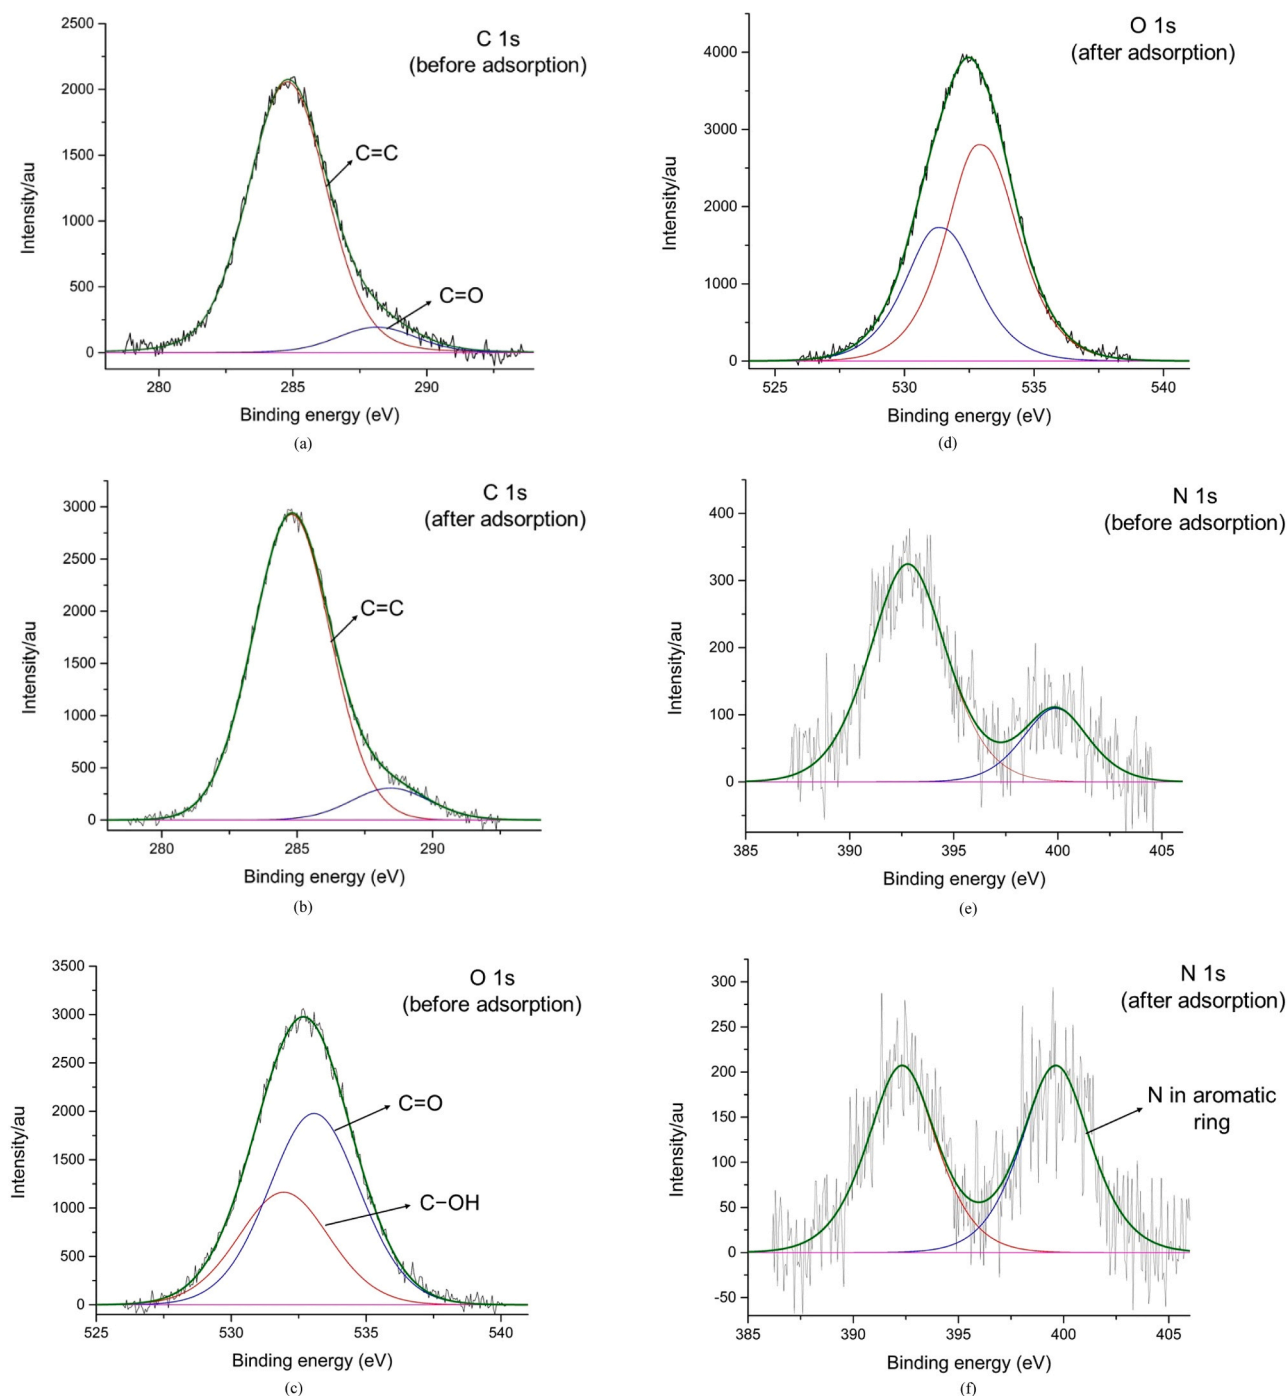 2500
2000
1500
1000
500
0
Intensity/au
C 1s
(before adsorption)
C=C
C=O
280
285
290
Binding energy (eV)
(a)
3000
2500
2000
1500
1000
500
0
Intensity/au
C 1s
(after adsorption)
C=C
280
285
290
Binding energy (eV)
(b)
3500
3000
2500
2000
1500
1000
500
0
Intensity/au
O 1s
(before adsorption)
C=O
C−OH
525
530
535
540
Binding energy (eV)
(c)
4000
3000
2000
1000
0
Intensity/au
O 1s
(after adsorption)
525
530
535
540
Binding energy (eV)
(d)
400
300
200
100
0
Intensity/au
N 1s
(before adsorption)
385
390
395
400
405
Binding energy (eV)
(e)
300
250
200
150
100
50
0
-50
Intensity/au
N 1s
(after adsorption)
N in aromatic
ring
385
390
395
400
405
Binding energy (eV)
(f)